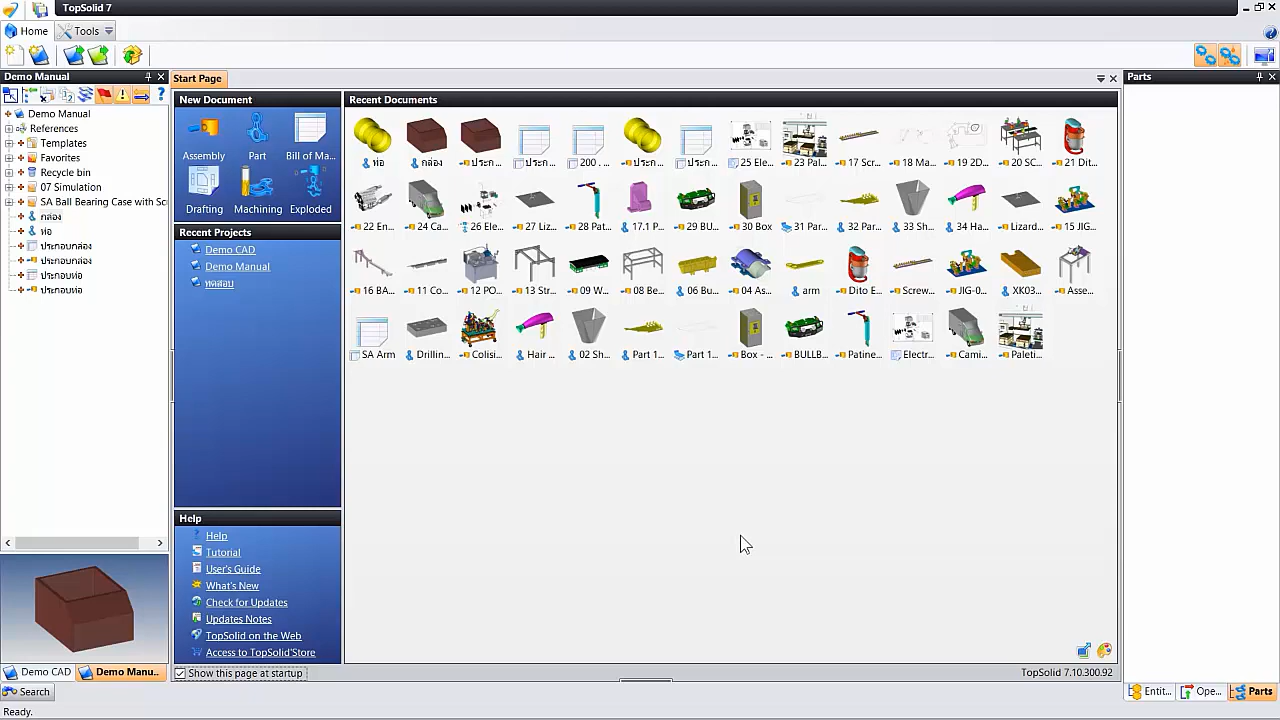 TopSolid 7
Home
Tools
Demo Manual
Demo Manual
References
Templates
Favorites
Recycle bin
07 Simulation
SA Ball Bearing Case with Scr
กล่อง
ท่อ
ประกอบกล่อง
ประกอบกล่อง
ประกอบท่อ
ประกอบท่อ
Demo CAD
Demo Manu..
Search
Ready.
Start Page
New Document
Assembly
Part
Bill of Ma...
Drafting
Machining
Exploded
Recent Projects
Demo CAD
Demo Manual
ทดสอบ
Help
Help
Tutorial
User's Guide
What's New
Check for Updates
Updates Notes
TopSolid on the Web
Access to TopSolid'Store
Show this page at startup
Recent Documents
ท่อ
กล่อง
ประก...
ประก...
200 ...
ประก...
ประก...
25 Ele...
23 Pal...
17 Scr...
18 Ma...
19 2D...
20 SC...
21 Dit...
22 En...
24 Ca...
26 Ele...
27 Liz...
28 Pat...
17.1 P...
29 BU...
30 Box
31 Par...
32 Par...
33 Sh...
34 Ha...
Lizard...
15 JIG...
16 BA...
11 Co...
12 PO...
13 Str...
09 W...
08 Be...
06 Bu...
04 As...
arm
Dito E...
Screw...
JIG-0...
XK03...
Asse...
SA Arm
Drillin...
Colisi...
Hair ...
02 Sh...
Part 1...
Part 1...
Box - ...
BULLB...
Patine...
Electr...
Cami...
Paleti...
TopSolid 7.10.300.92
Parts
Entit...
Ope...
Parts